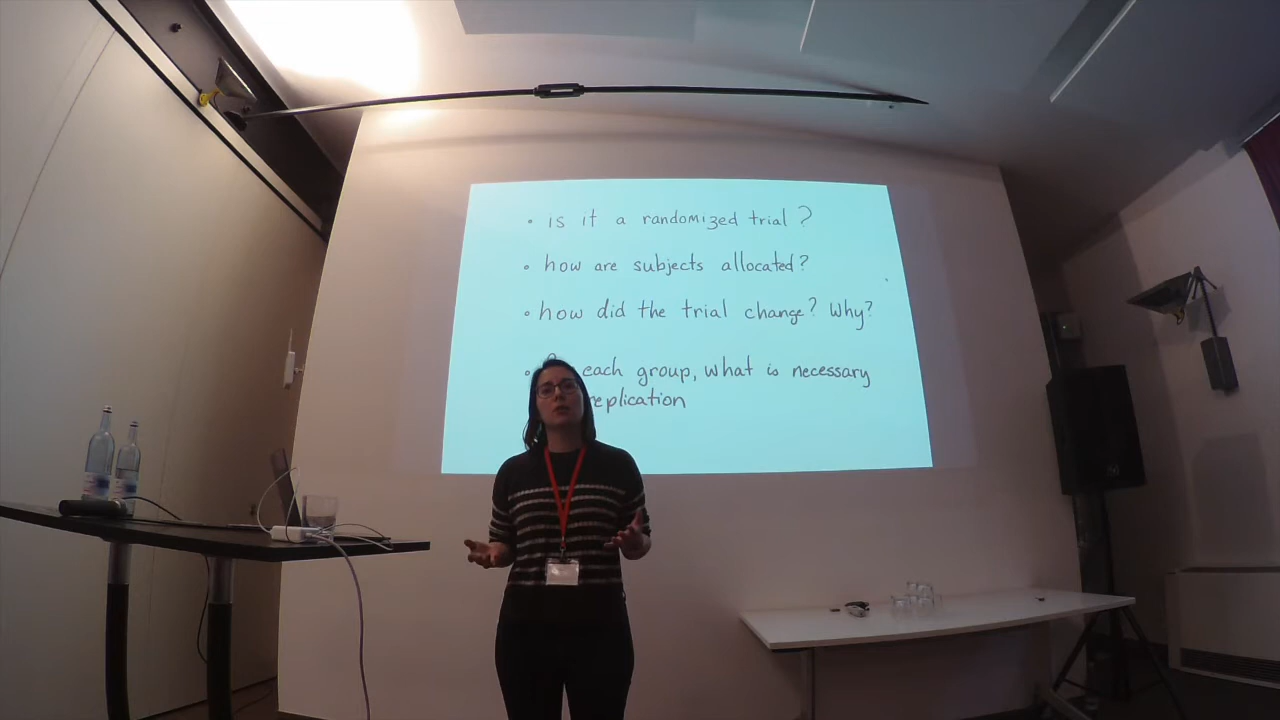 • is it a randomized trial?
• how are subjects allocated?
• how did the trial change? Why?
• each group, what is necessary
replication